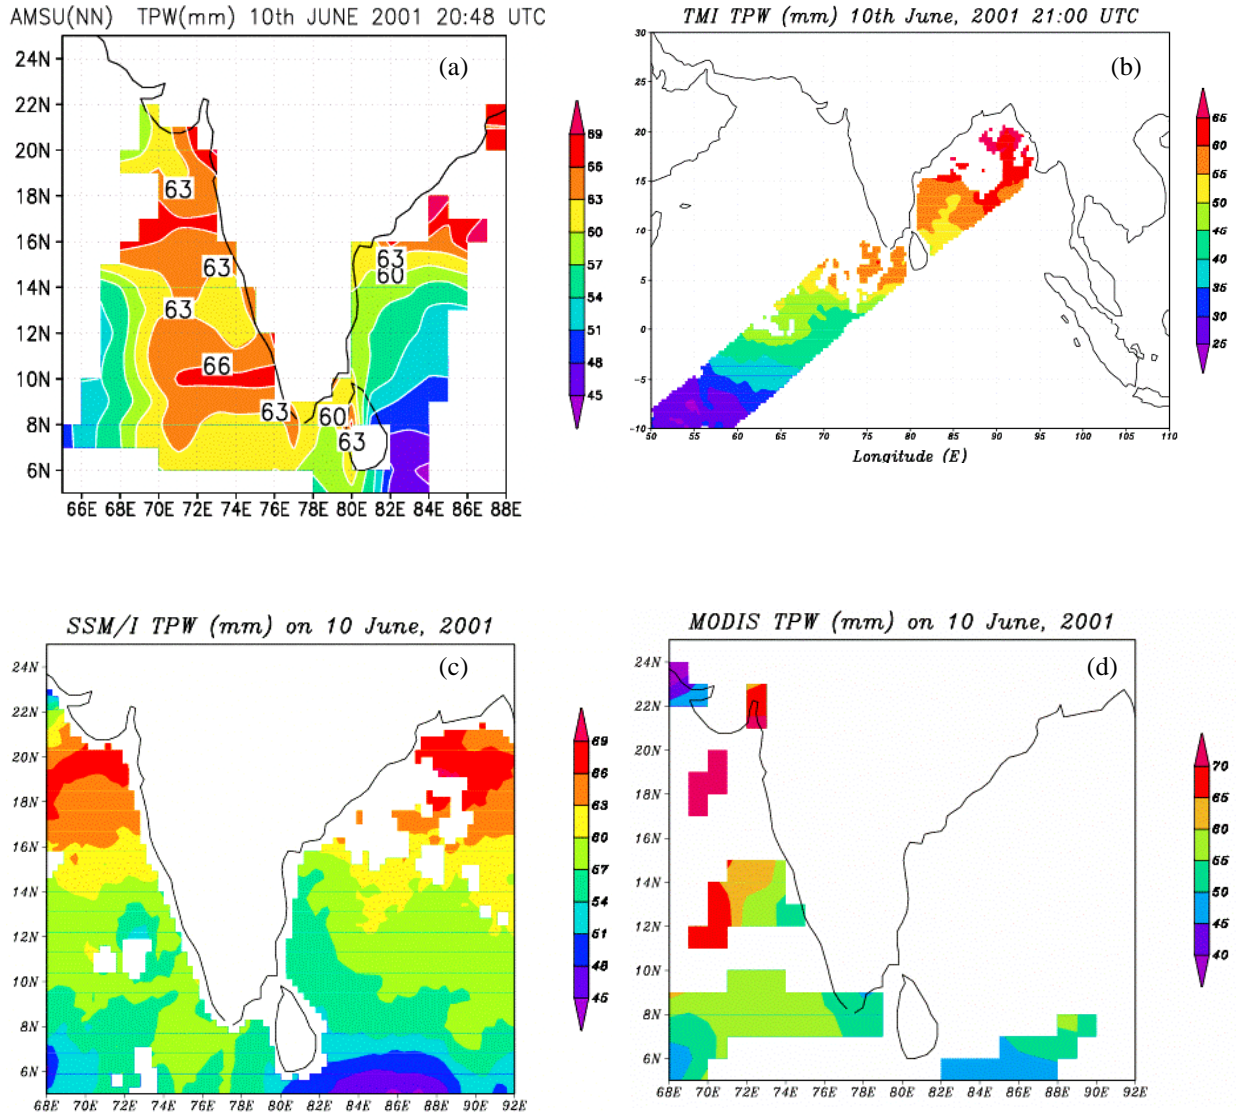 AMSU(NN) TPW(mm) 10th JUNE 2001 20:48 UTC
(a)
24N
22N
20N
18N
16N
14N
12N
10N
8N
6N
66E 68E 70E 72E 74E 76E 78E 80E 82E 84E 86E 88E
63
63
63
66
63
60
63
63
60
69
66
63
60
57
54
51
48
45
TMI TPW (mm) 10th June, 2001 21:00 UTC
(b)
30
25
20
15
10
5
0
-5
-10
50 55 60 65 70 75 80 85 90 95 100 105 110
Longitude (E)
65
60
55
50
45
40
35
30
25
SSM/I TPW (mm) on 10 June, 2001
(c)
24N
22N
20N
18N
16N
14N
12N
10N
8N
6N
68E 70E 72E 74E 76E 78E 80E 82E 84E 86E 88E 90E 92E
69
66
63
60
57
54
51
48
45
MODIS TPW (mm) on 10 June, 2001
(d)
24N
22N
20N
18N
16N
14N
12N
10N
8N
6N
68E 70E 72E 74E 76E 78E 80E 82E 84E 86E 88E 90E 92E
70
65
60
55
50
45
40